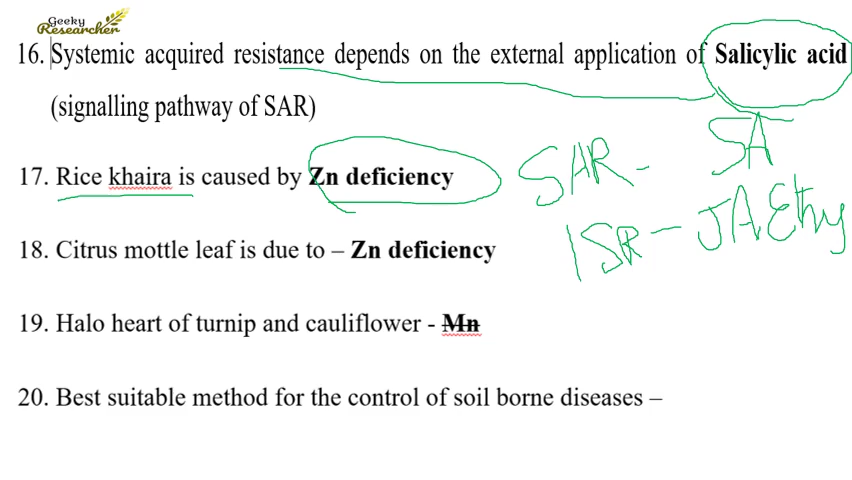 Geeky
Researcher
16. Systemic acquired resistance depends on the external application of Salicylic acid
(signalling pathway of SAR)
SAR - SA
17. Rice khaira is caused by Zn deficiency
ISR - JA Ethy
18. Citrus mottle leaf is due to – Zn deficiency
19. Halo heart of turnip and cauliflower - Mn
20. Best suitable method for the control of soil borne diseases –